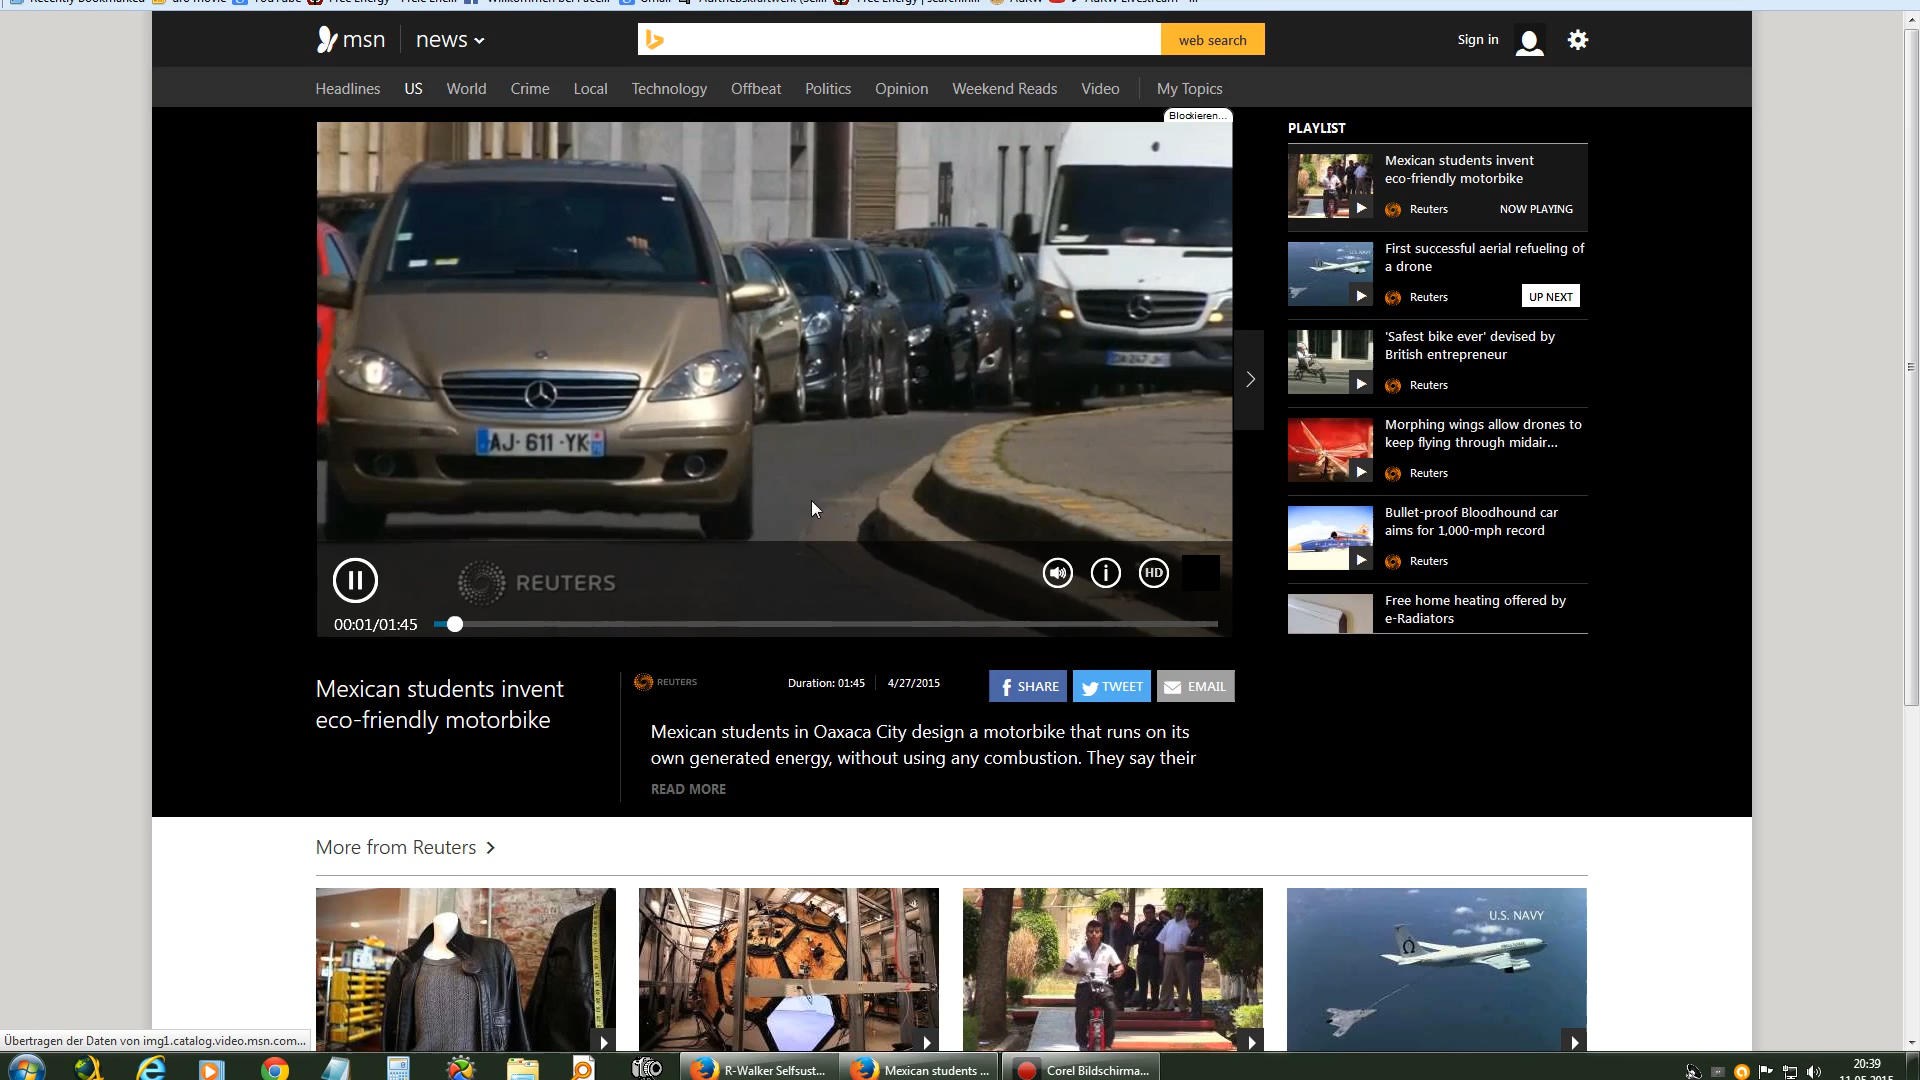 msn
news
web search
Sign in
Headlines
US
World
Crime
Local
Technology
Offbeat
Politics
Opinion
Weekend Reads
Video
My Topics
Blockieren...
AJ-611-YK
REUTERS
HD
00:01/01:45
PLAYLIST
Mexican students invent
eco-friendly motorbike
Reuters
NOW PLAYING
First successful aerial refueling of
a drone
Reuters
UP NEXT
'Safest bike ever' devised by
British entrepreneur
Reuters
Morphing wings allow drones to
keep flying through midair...
Reuters
Bullet-proof Bloodhound car
aims for 1,000-mph record
Reuters
Free home heating offered by
e-Radiators
Mexican students invent
eco-friendly motorbike
REUTERS
Duration: 01:45
4/27/2015
SHARE
TWEET
EMAIL
Mexican students in Oaxaca City design a motorbike that runs on its
own generated energy, without using any combustion. They say their
READ MORE
More from Reuters
U.S. NAVY
Übertragen der Daten von img1.catalog.video.msn.com...
R-Walker Selfsust...
Mexican students ...
Corel Bildschirma...
20:39
11.05.2015